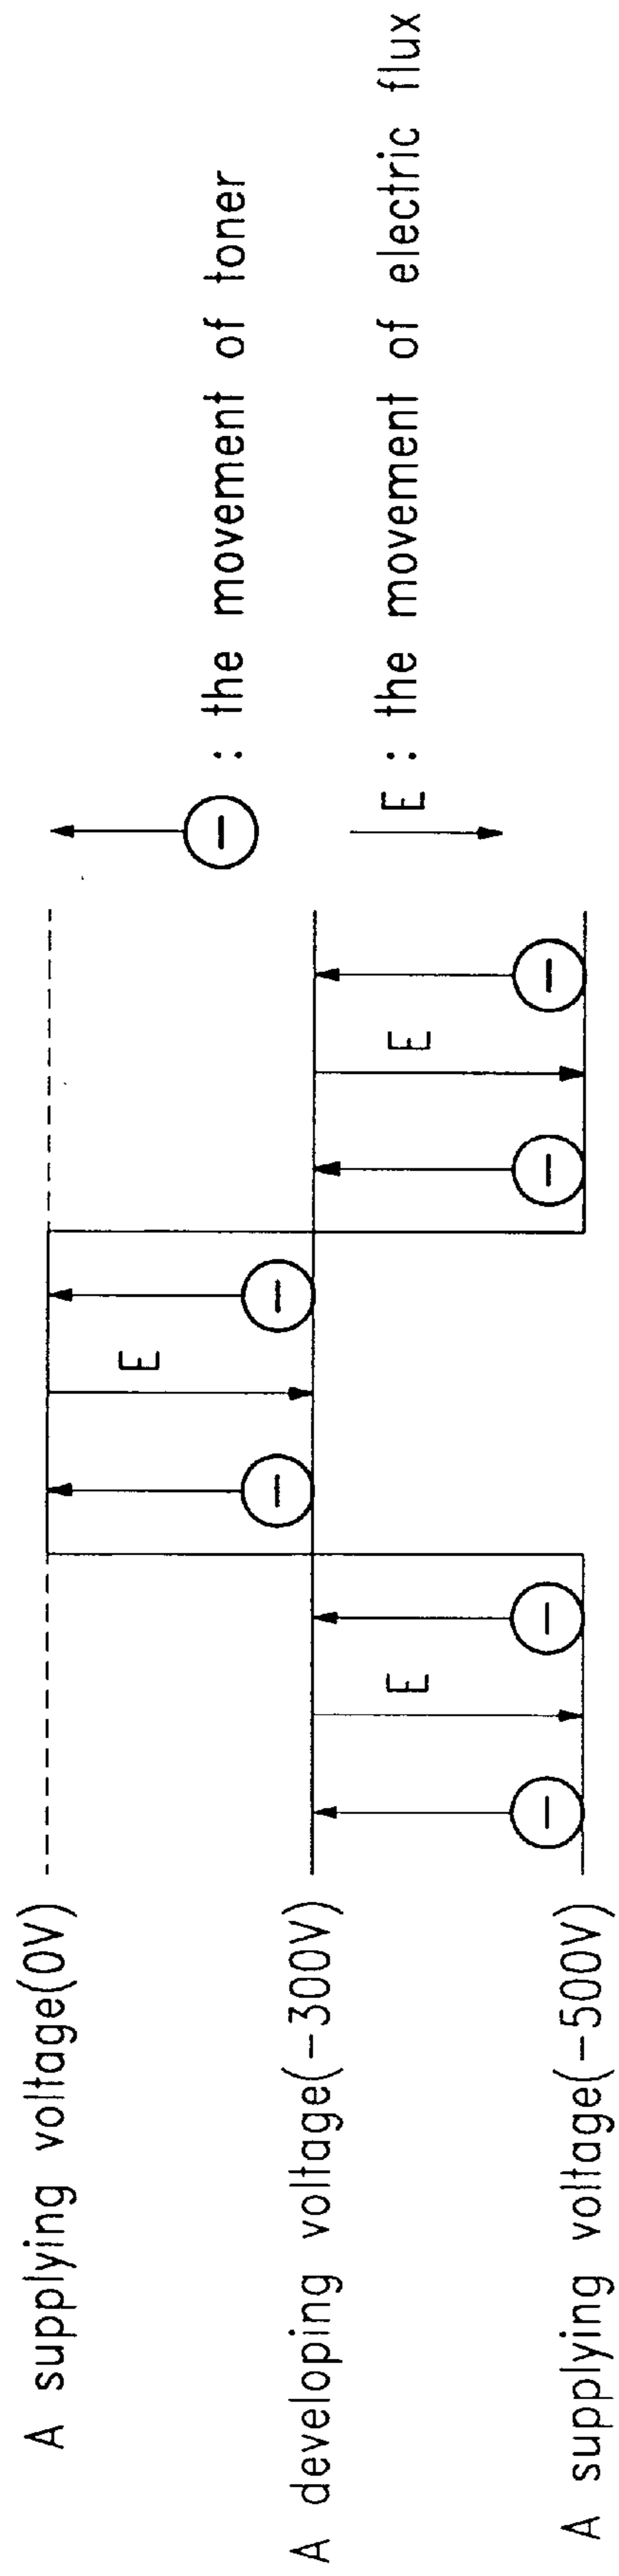 A supplying voltage(0V)
A developing voltage(-300V)
A supplying voltage(-500V)
−
−
E
−
E
−
−
E
−
− : the movement of toner
E : the movement of electric flux